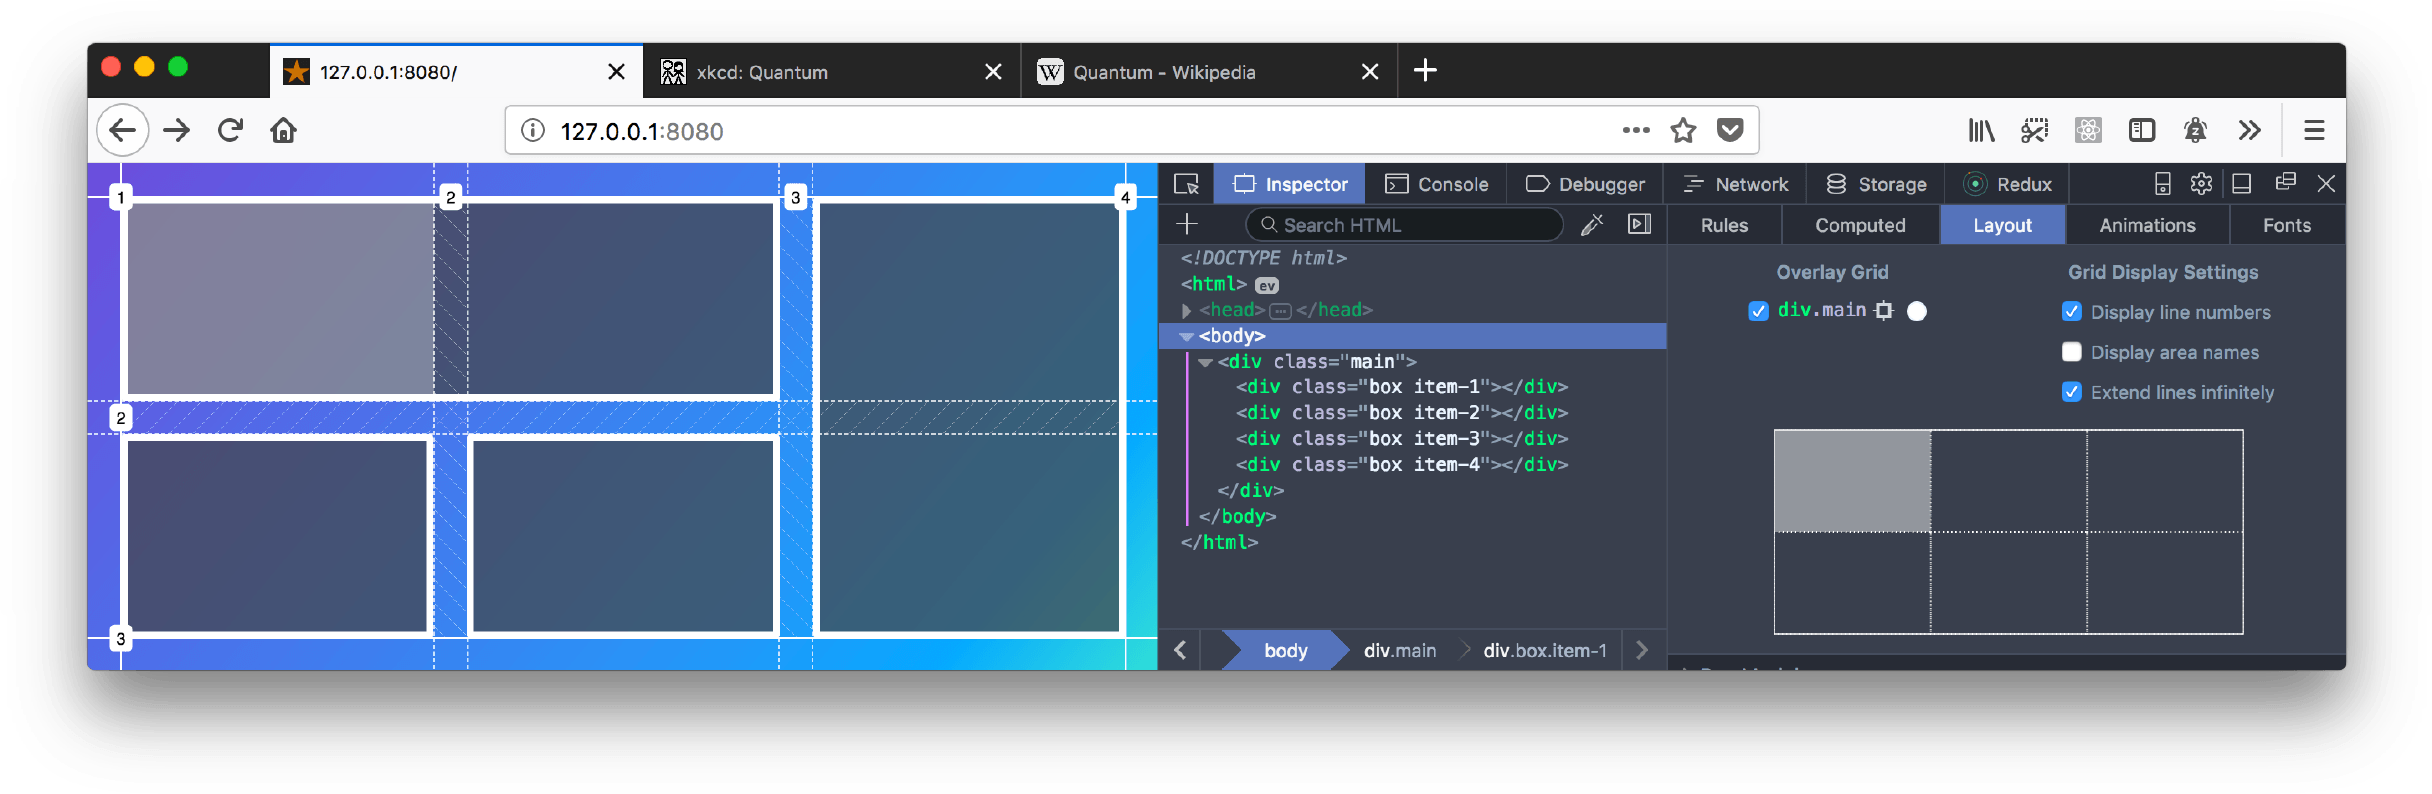 127.0.0.1:8080/
xkcd: Quantum
Quantum - Wikipedia
127.0.0.1:8080
1 2 3 4
2
3
Inspector Console Debugger Network Storage Redux
Search HTML
Rules Computed Layout Animations Fonts
<!DOCTYPE html>
<html> ev
<head>…</head>
<body>
<div class="main">
<div class="box item-1"></div>
<div class="box item-2"></div>
<div class="box item-3"></div>
<div class="box item-4"></div>
</div>
</body>
</html>
body div.main div.box.item-1
Overlay Grid
div.main
Grid Display Settings
Display line numbers
Display area names
Extend lines infinitely